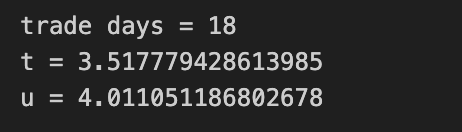 trade days = 18
t = 3.517779428613985
u = 4.011051186802678